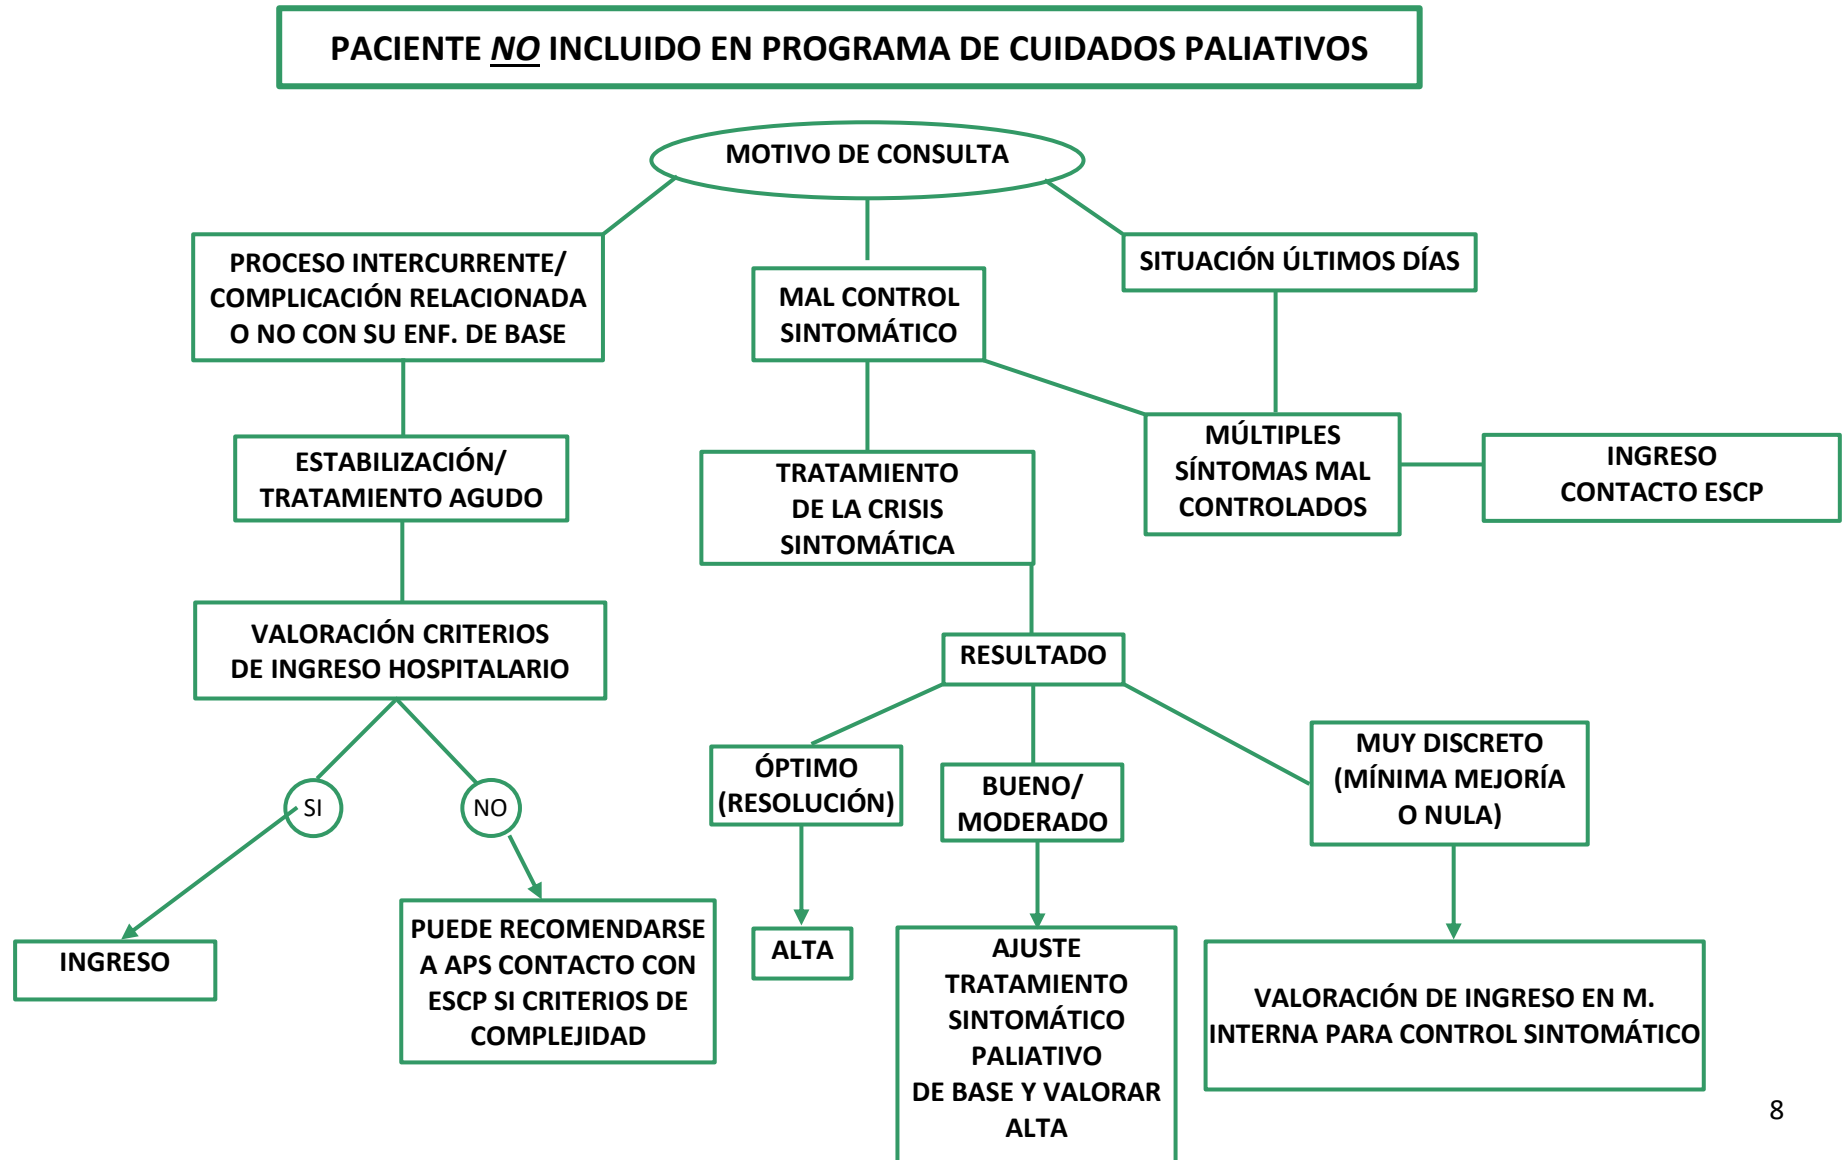 PACIENTE NO INCLUIDO EN PROGRAMA DE CUIDADOS PALIATIVOS
MOTIVO DE CONSULTA
PROCESO INTERCURRENTE/
COMPLICACIÓN RELACIONADA
O NO CON SU ENF. DE BASE
MAL CONTROL
SINTOMÁTICO
SITUACIÓN ÚLTIMOS DÍAS
ESTABILIZACIÓN/
TRATAMIENTO AGUDO
TRATAMIENTO
DE LA CRISIS
SINTOMÁTICA
MÚLTIPLES
SÍNTOMAS MAL
CONTROLADOS
INGRESO
CONTACTO ESCP
VALORACIÓN CRITERIOS
DE INGRESO HOSPITALARIO
RESULTADO
SI
NO
ÓPTIMO
(RESOLUCIÓN)
BUENO/
MODERADO
MUY DISCRETO
(MÍNIMA MEJORÍA
O NULA)
INGRESO
PUEDE RECOMENDARSE
A APS CONTACTO CON
ESCP SI CRITERIOS DE
COMPLEJIDAD
ALTA
AJUSTE
TRATAMIENTO
SINTOMÁTICO
PALIATIVO
DE BASE Y VALORAR
ALTA
VALORACIÓN DE INGRESO EN M.
INTERNA PARA CONTROL SINTOMÁTICO
8